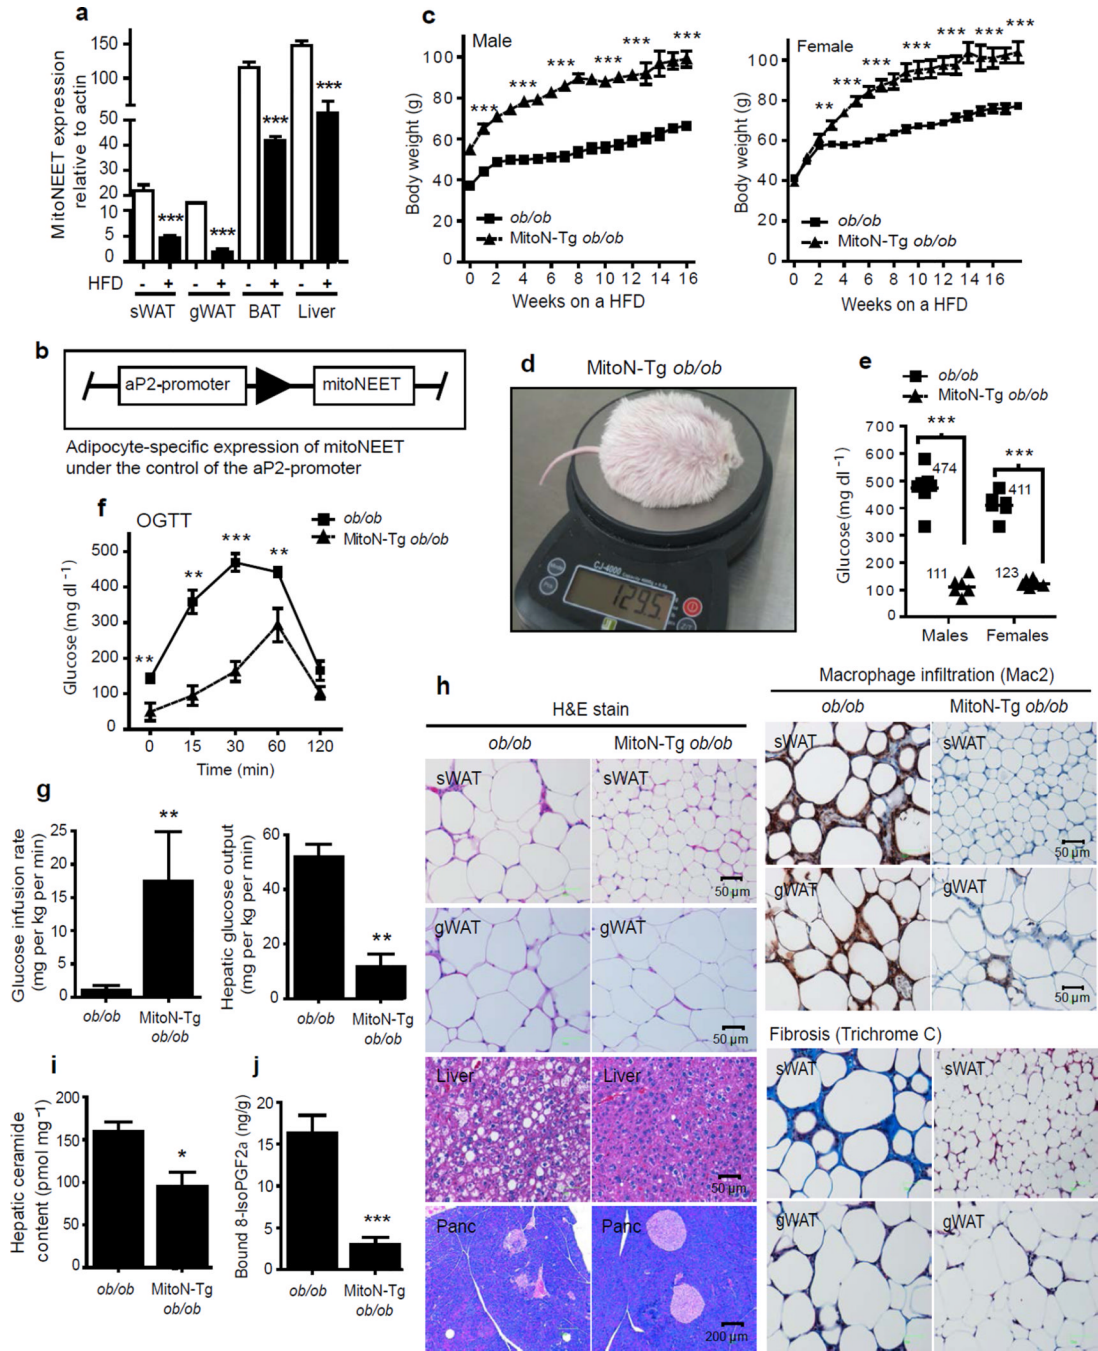 a
MitoNEET expression
relative to actin
150
100
50
50
20
10
5
0
***
***
***
***
HFD
- + - + - + - +
sWAT gWAT BAT Liver
b
aP2-promoter
mitoNEET
Adipocyte-specific expression of mitoNEET
under the control of the aP2-promoter
c
Male
Body weight (g)
100
80
60
40
20
0
*** *** *** *** *** ***
ob/ob
MitoN-Tg ob/ob
0 2 4 6 8 10 12 14 16
Weeks on a HFD
Female
Body weight (g)
100
80
60
40
20
0
** *** *** *** *** ***
ob/ob
MitoN-Tg ob/ob
0 2 4 6 8 10 12 14 16
Weeks on a HFD
d
MitoN-Tg ob/ob
CJ-4000
129.5
e
ob/ob
MitoN-Tg ob/ob
Glucose (mg dl⁻¹)
700
600
500
400
300
200
100
0
***
***
474
411
111
123
Males Females
f
OGTT
ob/ob
MitoN-Tg ob/ob
Glucose (mg dl⁻¹)
500
400
300
200
100
0
** ** *** **
0 15 30 60 120
Time (min)
g
Glucose infusion rate
(mg per kg per min)
25
20
15
10
5
0
**
ob/ob MitoN-Tg
ob/ob
Hepatic glucose output
(mg per kg per min)
60
40
20
0
**
ob/ob MitoN-Tg
ob/ob
h
H&E stain
ob/ob MitoN-Tg ob/ob
sWAT sWAT
50 µm
gWAT gWAT
50 µm
Liver Liver
50 µm
Panc Panc
200 µm
Macrophage infiltration (Mac2)
ob/ob MitoN-Tg ob/ob
sWAT sWAT
50 µm
gWAT gWAT
50 µm
Fibrosis (Trichrome C)
sWAT sWAT
gWAT gWAT
i
Hepatic ceramide
content (pmol mg⁻¹)
200
150
100
50
0
*
ob/ob MitoN-Tg
ob/ob
j
Bound 8-IsoPGF2a (ng/g)
20
15
10
5
0
***
ob/ob MitoN-Tg
ob/ob